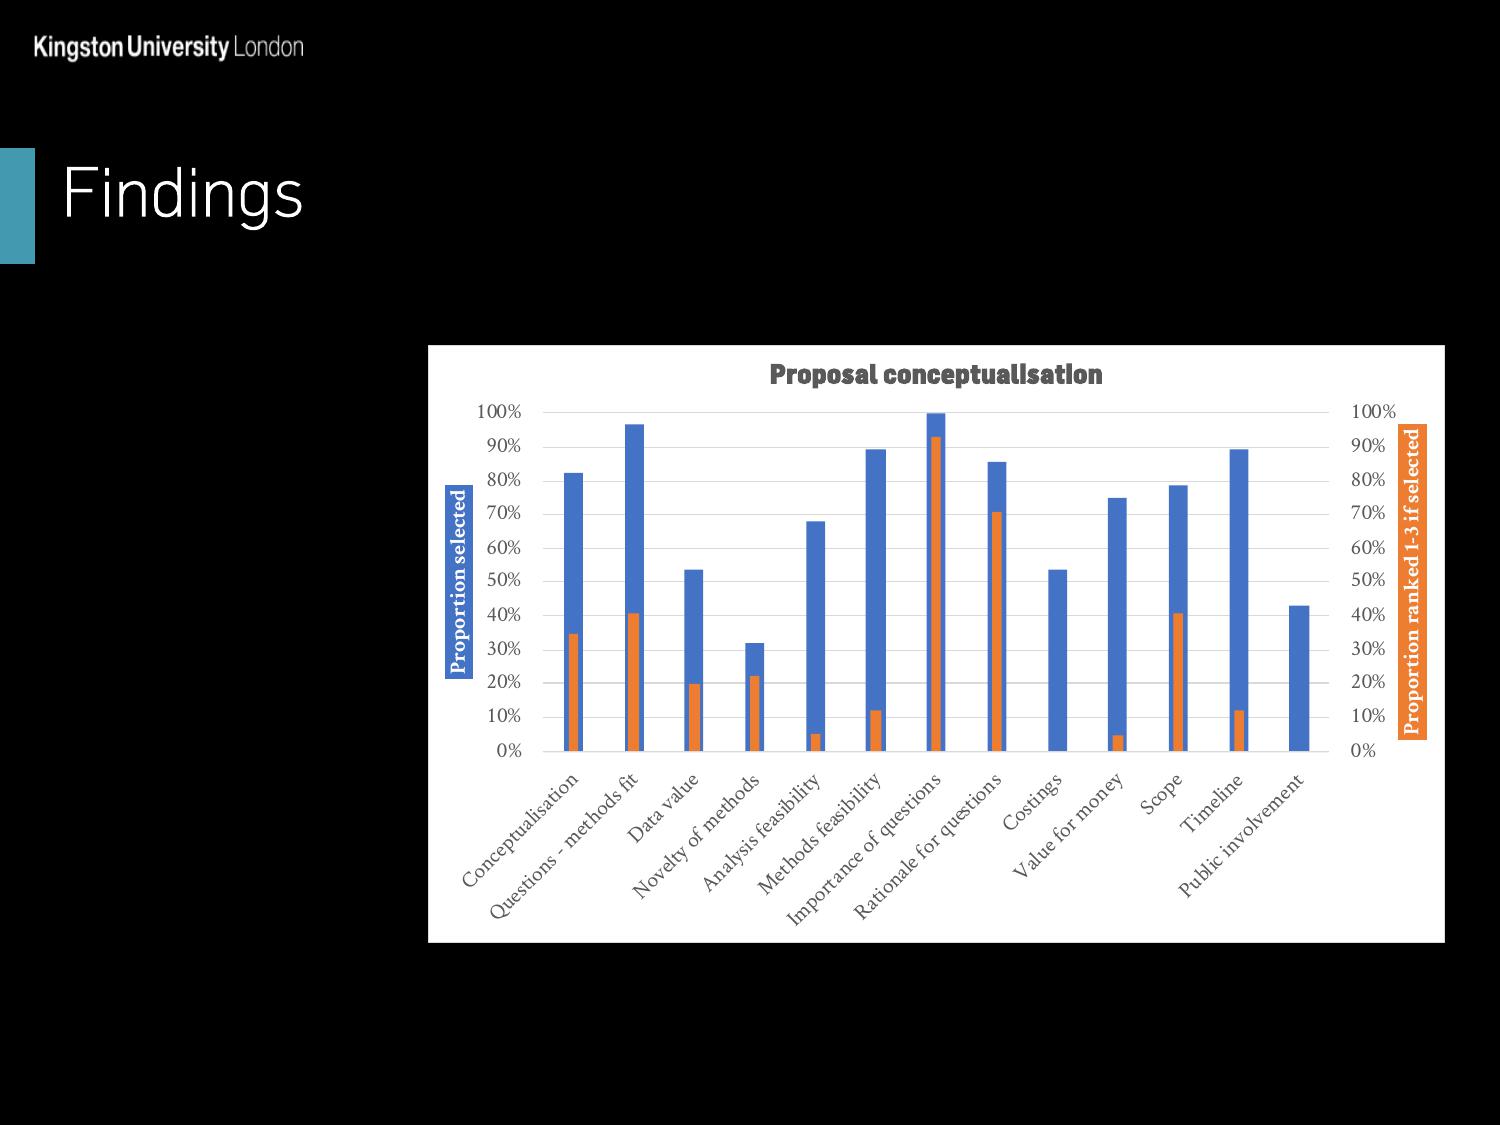 Kingston University London
Findings
Proposal conceptualisation
100%
90%
80%
70%
60%
50%
40%
30%
20%
10%
0%
Proportion selected
100%
90%
80%
70%
60%
50%
40%
30%
20%
10%
0%
Proportion ranked 1-3 if selected
Conceptualisation
Questions - methods fit
Data value
Novelty of methods
Analysis feasibility
Methods feasibility
Importance of questions
Rationale for questions
Costings
Value for money
Scope
Timeline
Public involvement